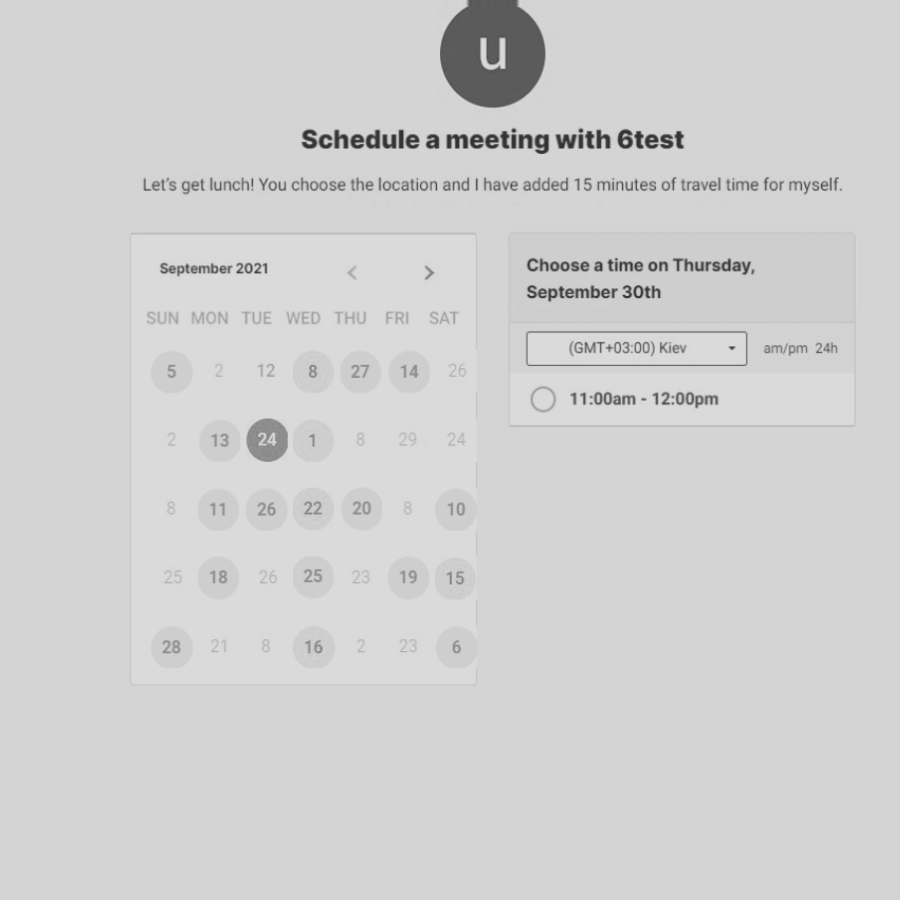 u
Schedule a meeting with 6test
Let's get lunch! You choose the location and I have added 15 minutes of travel time for myself.
September 2021
SUN MON TUE WED THU FRI SAT
5 2 12 8 27 14 26
2 13 24 1 8 29 24
8 11 26 22 20 8 10
25 18 26 25 23 19 15
28 21 8 16 2 23 6
Choose a time on Thursday,
September 30th
(GMT+03:00) Kiev am/pm 24h
11:00am - 12:00pm